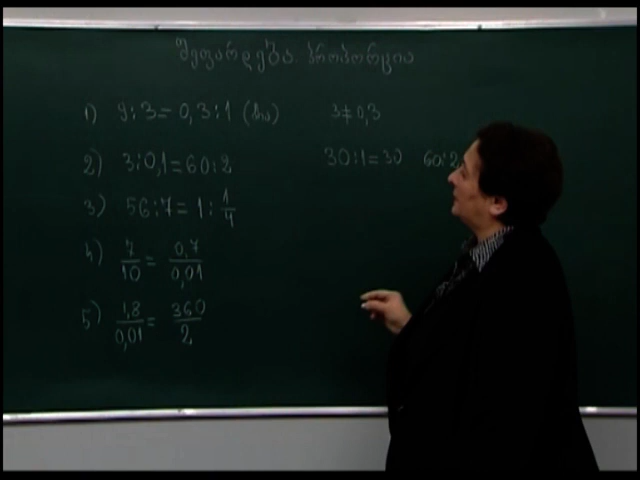 შეფარდება. პროპორცია
1) 9:3=0,3:1 (არა) 3≠0,3
2) 3:0,1=60:2 30:1=30 60:2
3) 56:7=1:1/4
4) 7/10=0,7/0,01
5) 1,8/0,01=360/2